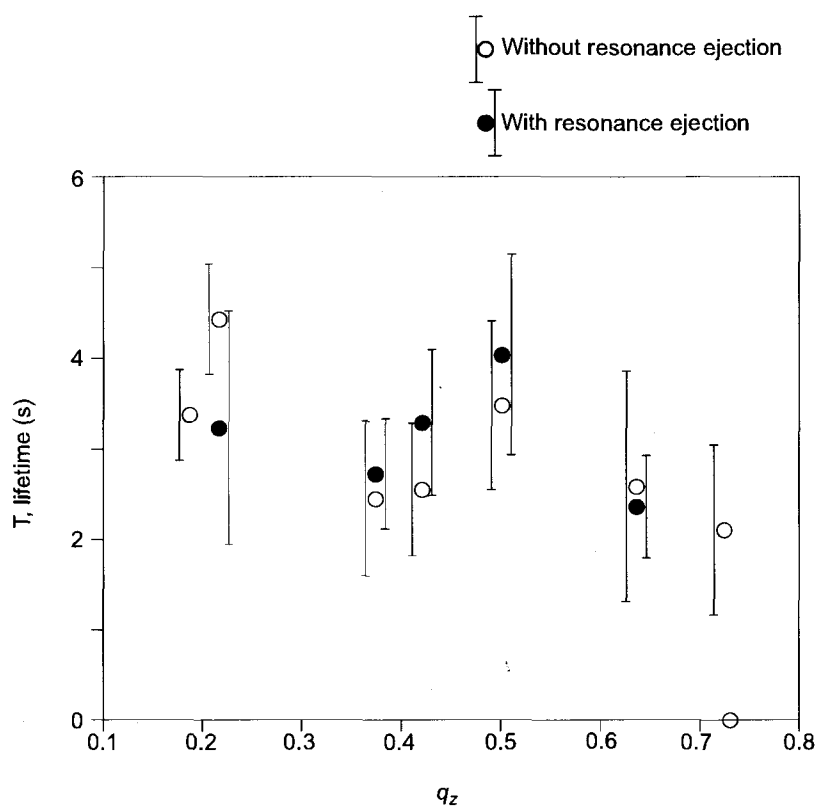 Without resonance ejection
With resonance ejection
6
4
2
0
T, lifetime (s)
0.1 0.2 0.3 0.4 0.5 0.6 0.7 0.8
q_z